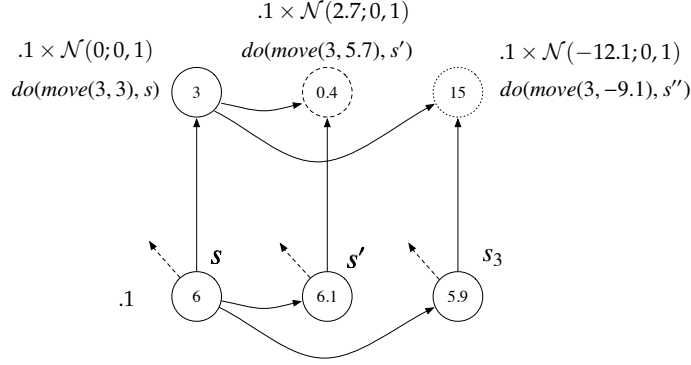 .1 × 𝒩(2.7; 0, 1)
do(move(3, 5.7), s′)
.1 × 𝒩(0; 0, 1)
do(move(3, 3), s)
.1 × 𝒩(−12.1; 0, 1)
do(move(3, −9.1), s″)
3
0.4
15
s
s′
s₃
.1
6
6.1
5.9